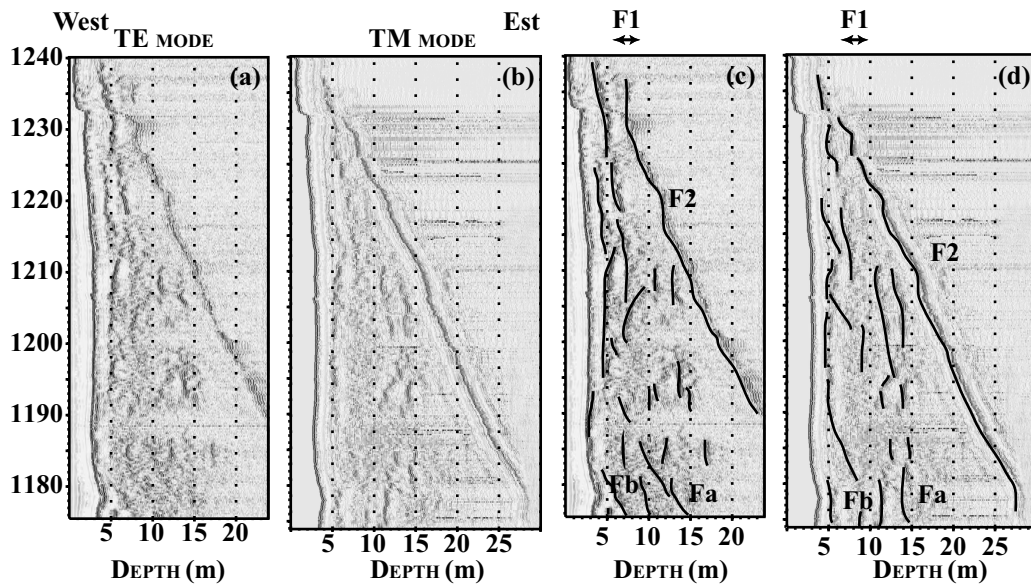 West TE MODE TM MODE Est F1 F1
1240 (a) (b) (c) (d)
1230
1220
F2
1210
F2
1200
1190
1180
Fb Fa Fb Fa
5 10 15 20 5 10 15 20 25 5 10 15 20 5 10 15 20 25
DEPTH (m) DEPTH (m) DEPTH (m) DEPTH (m)